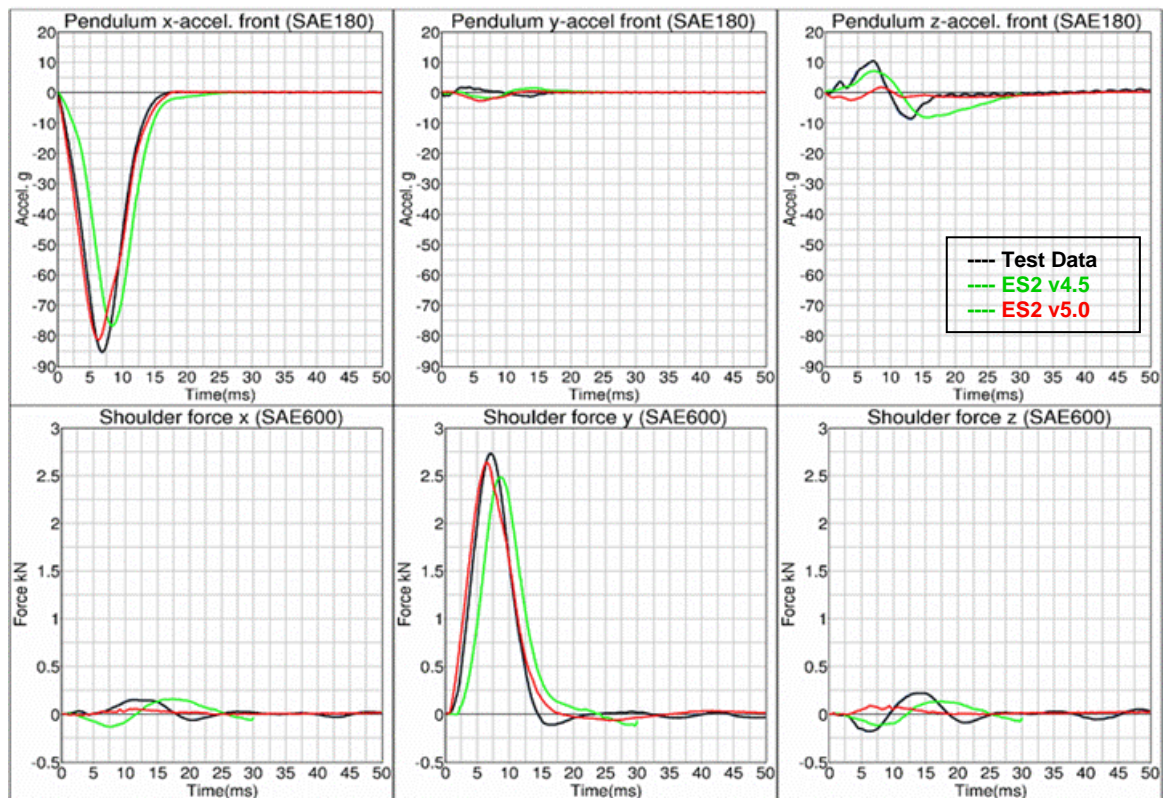 Pendulum x-accel. front (SAE180)
20
10
0
-10
-20
-30
-40
-50
-60
-70
-80
-90
Accel. g
0 5 10 15 20 25 30 35 40 45 50
Time(ms)
Pendulum y-accel front (SAE180)
20
10
0
-10
-20
-30
-40
-50
-60
-70
-80
-90
Accel. g
0 5 10 15 20 25 30 35 40 45 50
Time(ms)
Pendulum z-accel. front (SAE180)
20
10
0
-10
-20
-30
-40
-50
-60
-70
-80
-90
Accel. g
---- Test Data
---- ES2 v4.5
---- ES2 v5.0
0 5 10 15 20 25 30 35 40 45 50
Time(ms)
Shoulder force x (SAE600)
3
2.5
2
1.5
1
0.5
0
-0.5
Force kN
0 5 10 15 20 25 30 35 40 45 50
Time(ms)
Shoulder force y (SAE600)
3
2.5
2
1.5
1
0.5
0
-0.5
Force kN
0 5 10 15 20 25 30 35 40 45 50
Time(ms)
Shoulder force z (SAE600)
3
2.5
2
1.5
1
0.5
0
-0.5
Force kN
0 5 10 15 20 25 30 35 40 45 50
Time(ms)